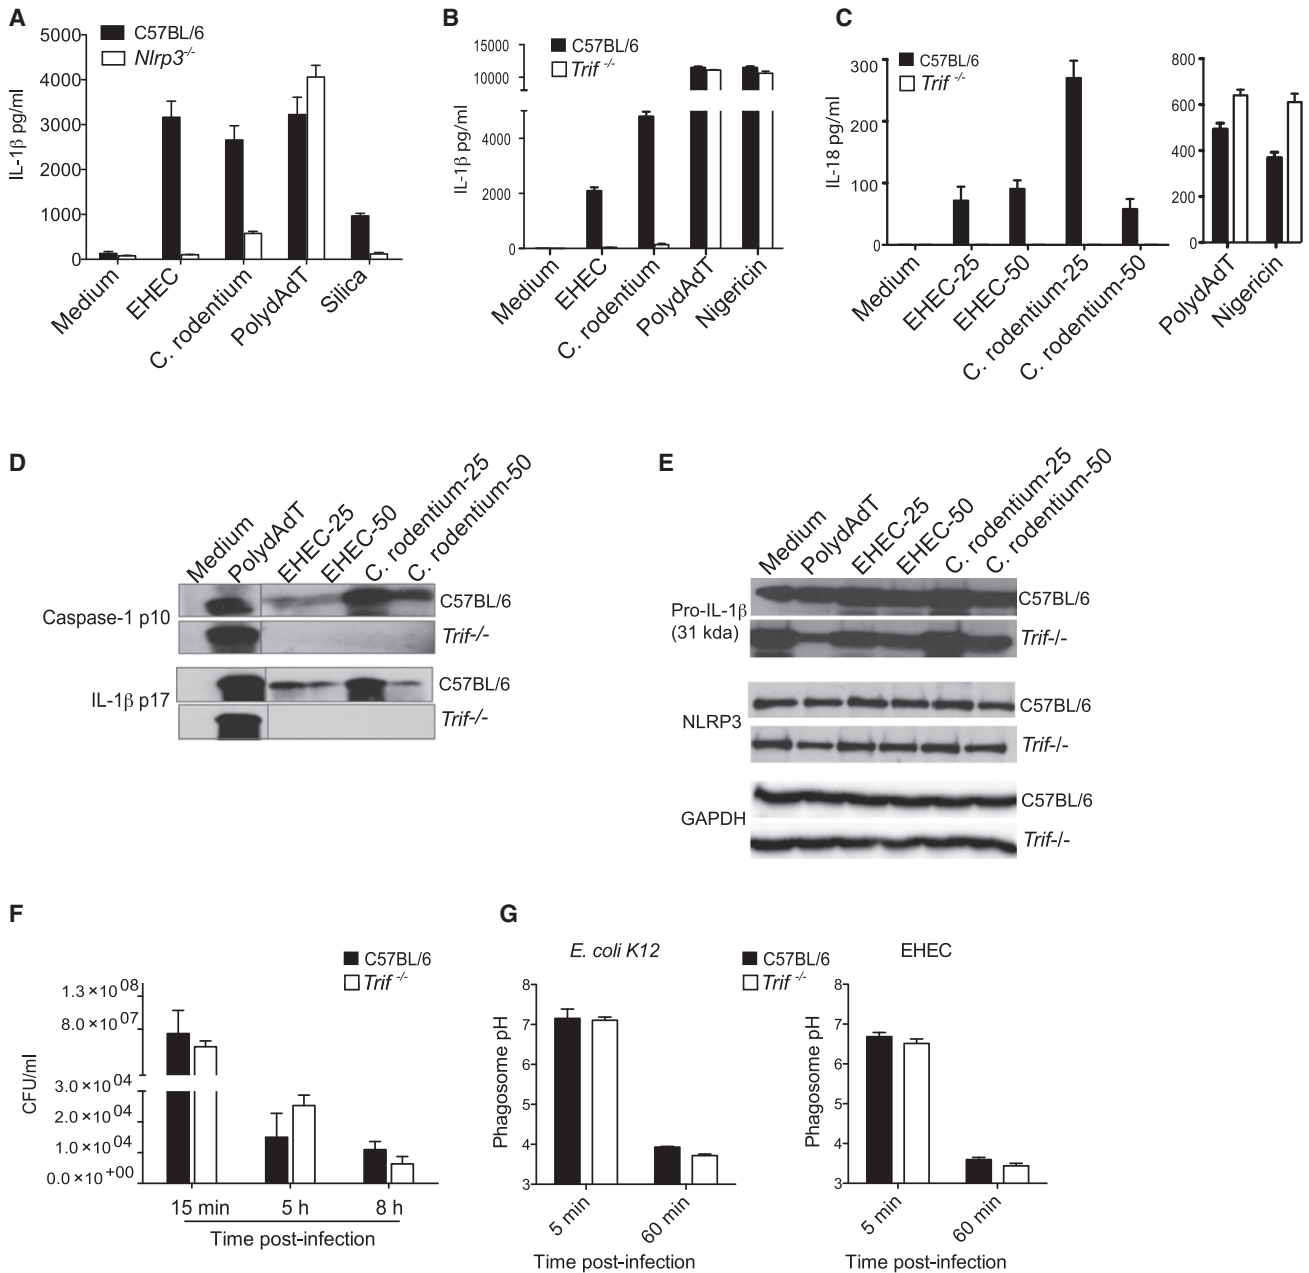 A
C57BL/6
Nlrp3-/-
IL-1β pg/ml
5000
4000
3000
2000
1000
0
Medium
EHEC
C. rodentium
PolydAdT
Silica
B
C57BL/6
Trif -/-
IL-1β pg/ml
15000
10000
4000
2000
0
Medium
EHEC
C. rodentium
PolydAdT
Nigericin
C
C57BL/6
Trif -/-
IL-18 pg/ml
300
200
100
0
Medium
EHEC-25
EHEC-50
C. rodentium-25
C. rodentium-50
800
600
400
200
0
PolydAdT
Nigericin
D
Medium
PolydAdT
EHEC-25
EHEC-50
C. rodentium-25
C. rodentium-50
Caspase-1 p10
C57BL/6
Trif-/-
IL-1β p17
C57BL/6
Trif-/-
E
Medium
PolydAdT
EHEC-25
EHEC-50
C. rodentium-25
C. rodentium-50
Pro-IL-1β
(31 kda)
C57BL/6
Trif-/-
NLRP3
C57BL/6
Trif-/-
GAPDH
C57BL/6
Trif-/-
F
C57BL/6
Trif -/-
CFU/ml
1.3×10 08
8.0×10 07
3.0×10 04
2.0×10 04
1.0×10 04
0.0×10 +00
15 min
5 h
8 h
Time post-infection
G
E. coli K12
C57BL/6
Trif -/-
Phagosome pH
8
7
6
5
4
3
5 min
60 min
Time post-infection
EHEC
Phagosome pH
8
7
6
5
4
3
5 min
60 min
Time post-infection